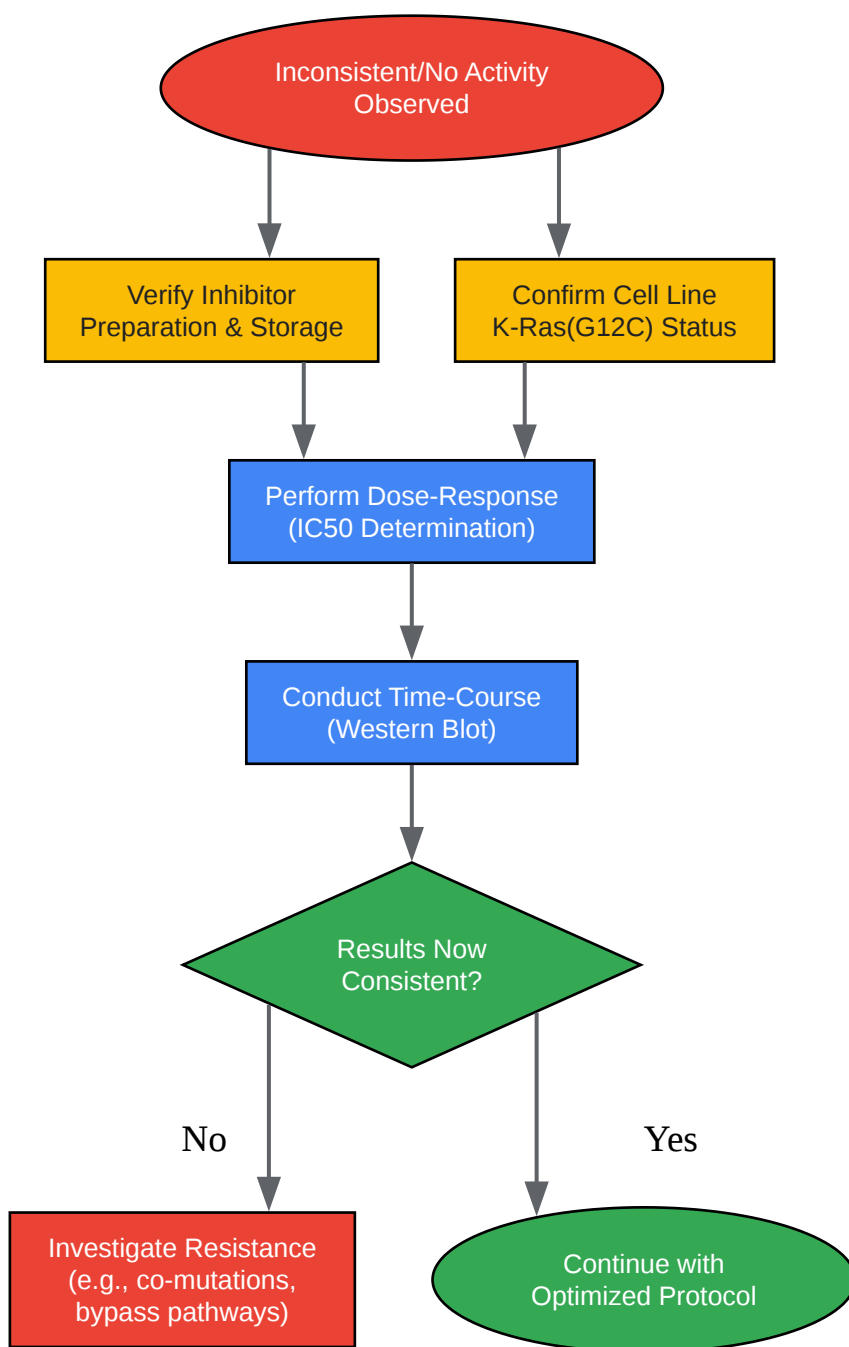 Inconsistent/No Activity
Observed
Verify Inhibitor
Preparation & Storage
Confirm Cell Line
K-Ras(G12C) Status
Perform Dose-Response
(IC50 Determination)
Conduct Time-Course
(Western Blot)
Results Now
Consistent?
No
Yes
Investigate Resistance
(e.g., co-mutations,
bypass pathways)
Continue with
Optimized Protocol